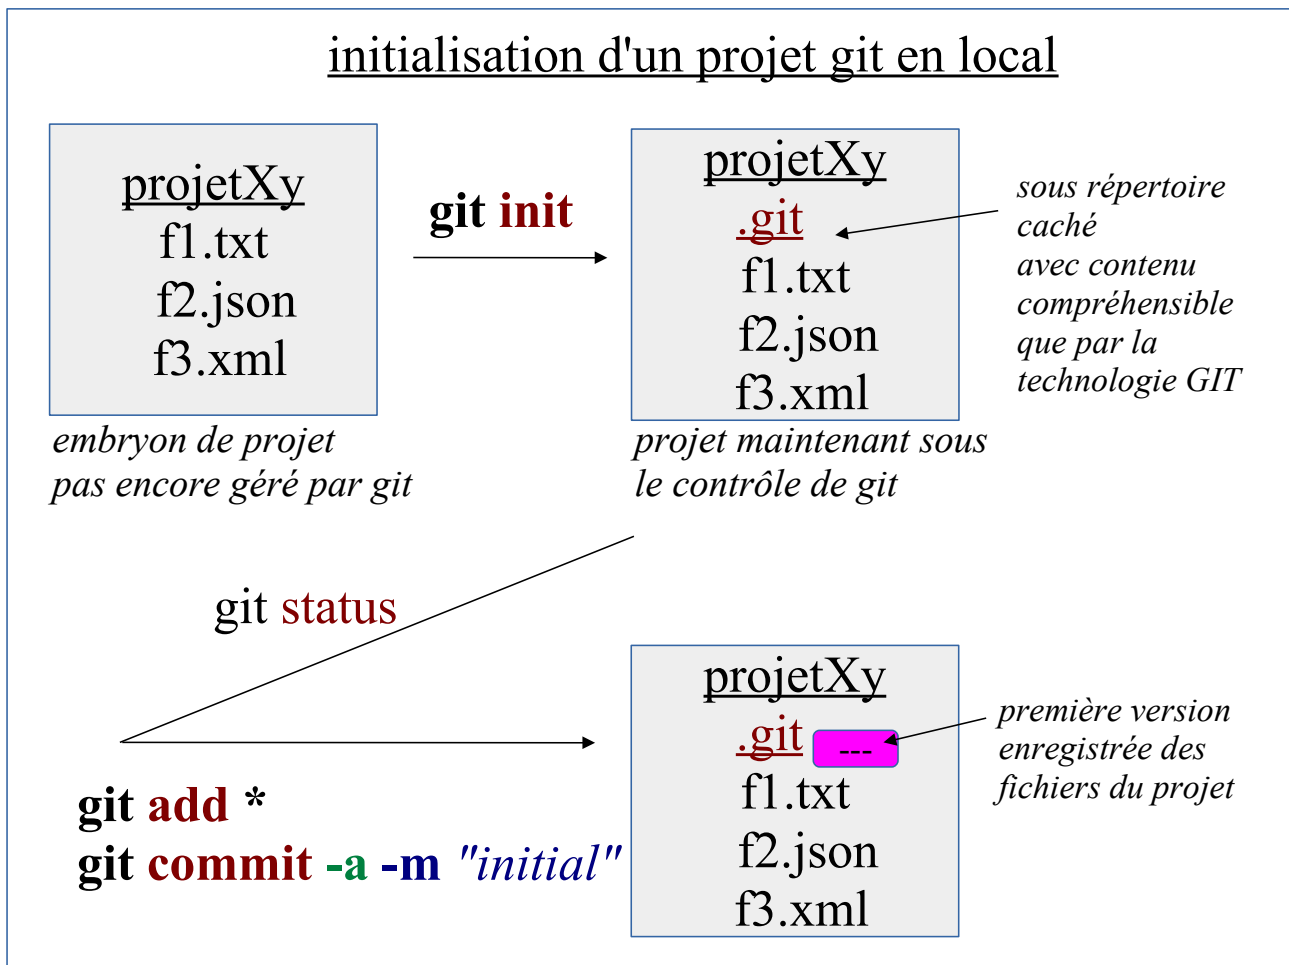 initialisation d'un projet git en local
projetXy
f1.txt
f2.json
f3.xml
embryon de projet
pas encore géré par git
git init
projetXy
.git
f1.txt
f2.json
f3.xml
projet maintenant sous
le contrôle de git
sous répertoire
caché
avec contenu
compréhensible
que par la
technologie GIT
git status
git add *
git commit -a -m "initial"
projetXy
.git ---
f1.txt
f2.json
f3.xml
première version
enregistrée des
fichiers du projet